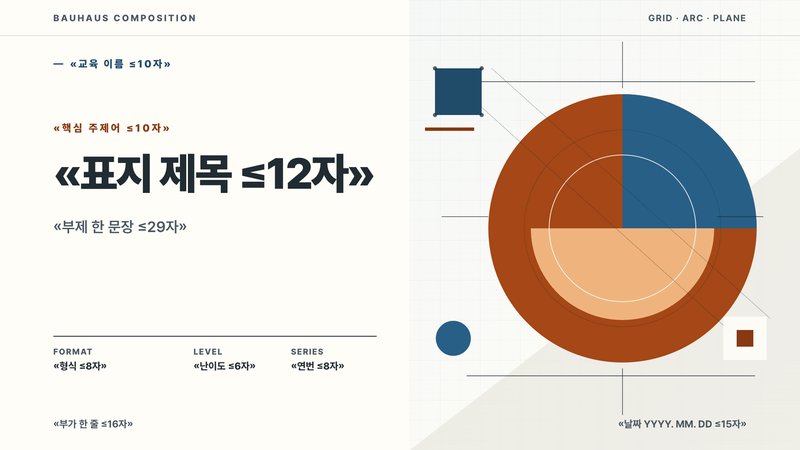 BAUHAUS COMPOSITION
GRID · ARC · PLANE
— «교육 이름 ≤10자»
«핵심 주제어 ≤10자»
«표지 제목 ≤12자»
«부제 한 문장 ≤29자»
FORMAT LEVEL SERIES
«형식 ≤8자» «난이도 ≤6자» «연번 ≤8자»
«부가 한 줄 ≤16자»
«날짜 YYYY. MM. DD ≤15자»